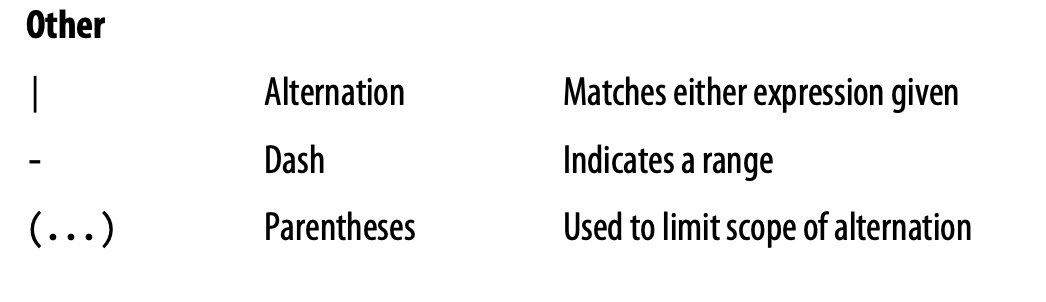 Other
| Alternation Matches either expression given
- Dash Indicates a range
(...) Parentheses Used to limit scope of alternation